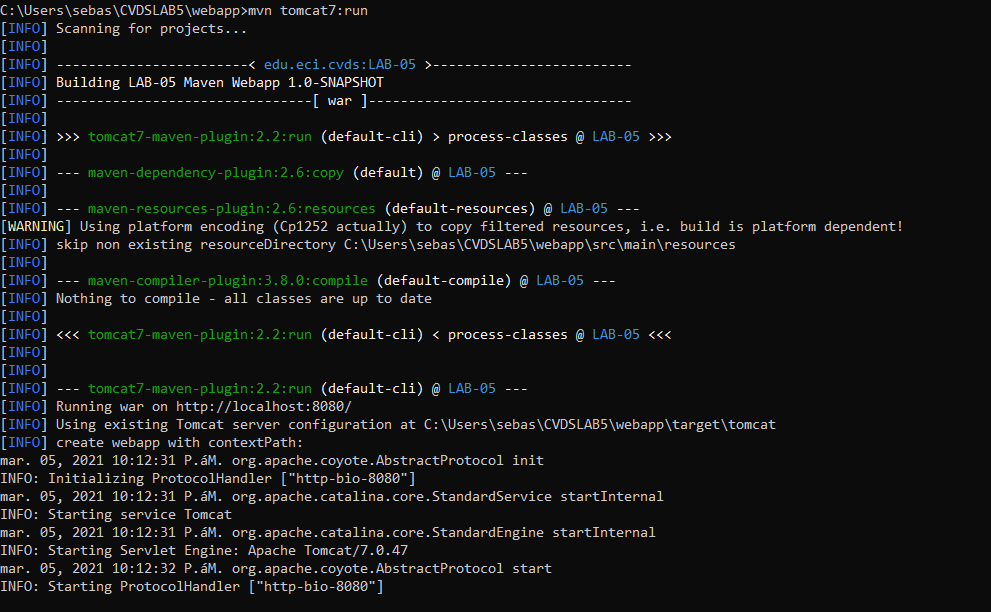 C:\Users\sebas\CVDSLAB5\webapp>mvn tomcat7:run
[INFO] Scanning for projects...
[INFO]
[INFO] ------------------------< edu.eci.cvds:LAB-05 >-------------------------
[INFO] Building LAB-05 Maven Webapp 1.0-SNAPSHOT
[INFO] --------------------------------[ war ]---------------------------------
[INFO]
[INFO] >>> tomcat7-maven-plugin:2.2:run (default-cli) > process-classes @ LAB-05 >>>
[INFO]
[INFO] --- maven-dependency-plugin:2.6:copy (default) @ LAB-05 ---
[INFO]
[INFO] --- maven-resources-plugin:2.6:resources (default-resources) @ LAB-05 ---
[WARNING] Using platform encoding (Cp1252 actually) to copy filtered resources, i.e. build is platform dependent!
[INFO] skip non existing resourceDirectory C:\Users\sebas\CVDSLAB5\webapp\src\main\resources
[INFO]
[INFO] --- maven-compiler-plugin:3.8.0:compile (default-compile) @ LAB-05 ---
[INFO] Nothing to compile - all classes are up to date
[INFO]
[INFO] <<< tomcat7-maven-plugin:2.2:run (default-cli) < process-classes @ LAB-05 <<<
[INFO]
[INFO]
[INFO] --- tomcat7-maven-plugin:2.2:run (default-cli) @ LAB-05 ---
[INFO] Running war on http://localhost:8080/
[INFO] Using existing Tomcat server configuration at C:\Users\sebas\CVDSLAB5\webapp\target\tomcat
[INFO] create webapp with contextPath:
mar. 05, 2021 10:12:31 P.áM. org.apache.coyote.AbstractProtocol init
INFO: Initializing ProtocolHandler ["http-bio-8080"]
mar. 05, 2021 10:12:31 P.áM. org.apache.catalina.core.StandardService startInternal
INFO: Starting service Tomcat
mar. 05, 2021 10:12:31 P.áM. org.apache.catalina.core.StandardEngine startInternal
INFO: Starting Servlet Engine: Apache Tomcat/7.0.47
mar. 05, 2021 10:12:32 P.áM. org.apache.coyote.AbstractProtocol start
INFO: Starting ProtocolHandler ["http-bio-8080"]